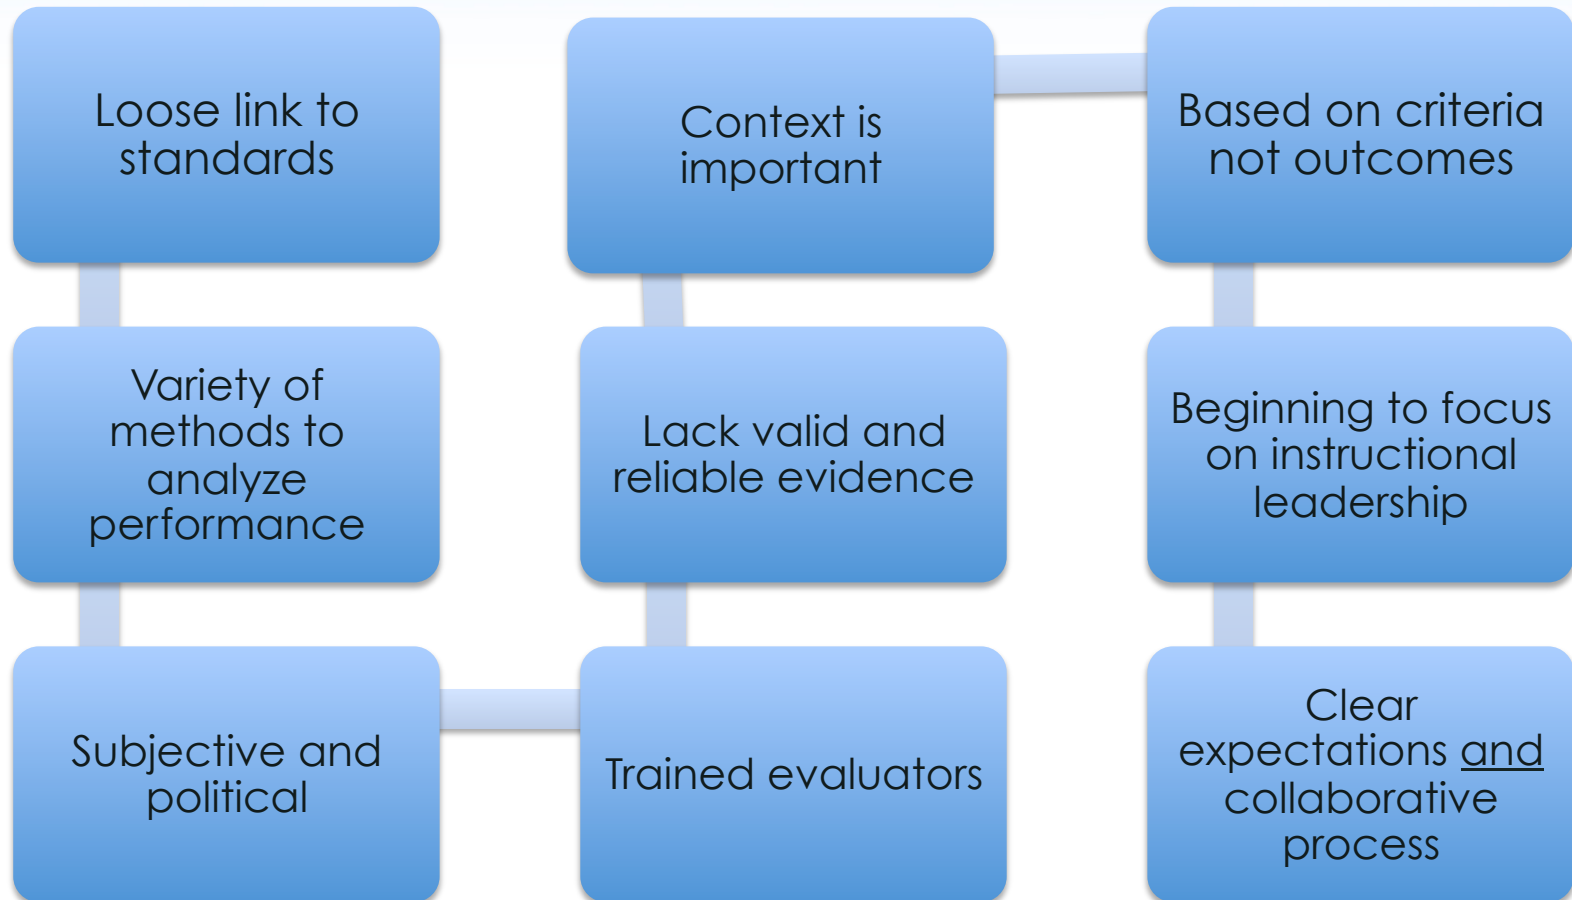 Loose link to
standards
Variety of
methods to
analyze
performance
Subjective and
political
Trained evaluators
Lack valid and
reliable evidence
Context is
important
Based on criteria
not outcomes
Beginning to focus
on instructional
leadership
Clear
expectations and
collaborative
process